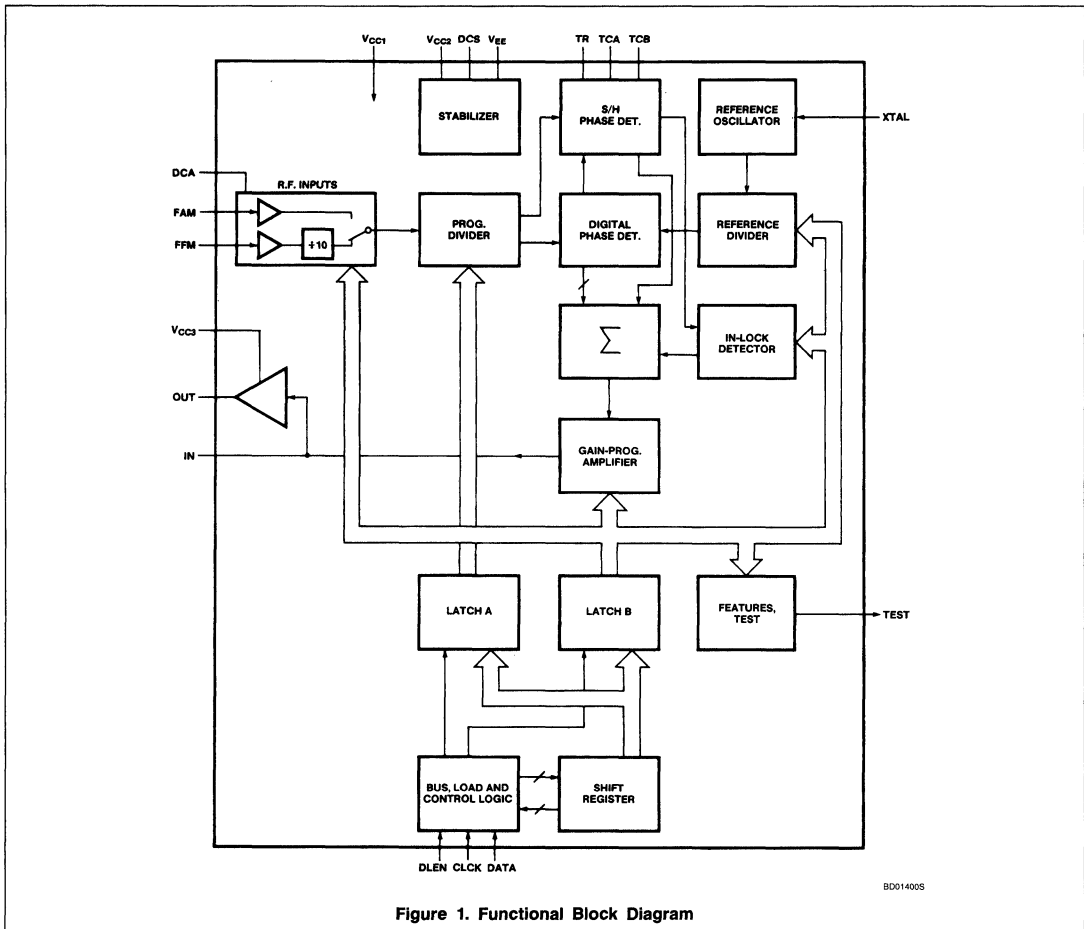 VCC1
VCC2 DCS VEE
TR TCA TCB
STABILIZER
S/H
PHASE DET.
REFERENCE
OSCILLATOR
XTAL
DCA
R.F. INPUTS
FAM
FFM
÷10
PROG.
DIVIDER
DIGITAL
PHASE DET.
REFERENCE
DIVIDER
VCC3
Σ
IN-LOCK
DETECTOR
OUT
IN
GAIN-PROG.
AMPLIFIER
LATCH A
LATCH B
FEATURES,
TEST
TEST
BUS, LOAD AND
CONTROL LOGIC
SHIFT
REGISTER
DLEN CLCK DATA
BD01400S
Figure 1. Functional Block Diagram